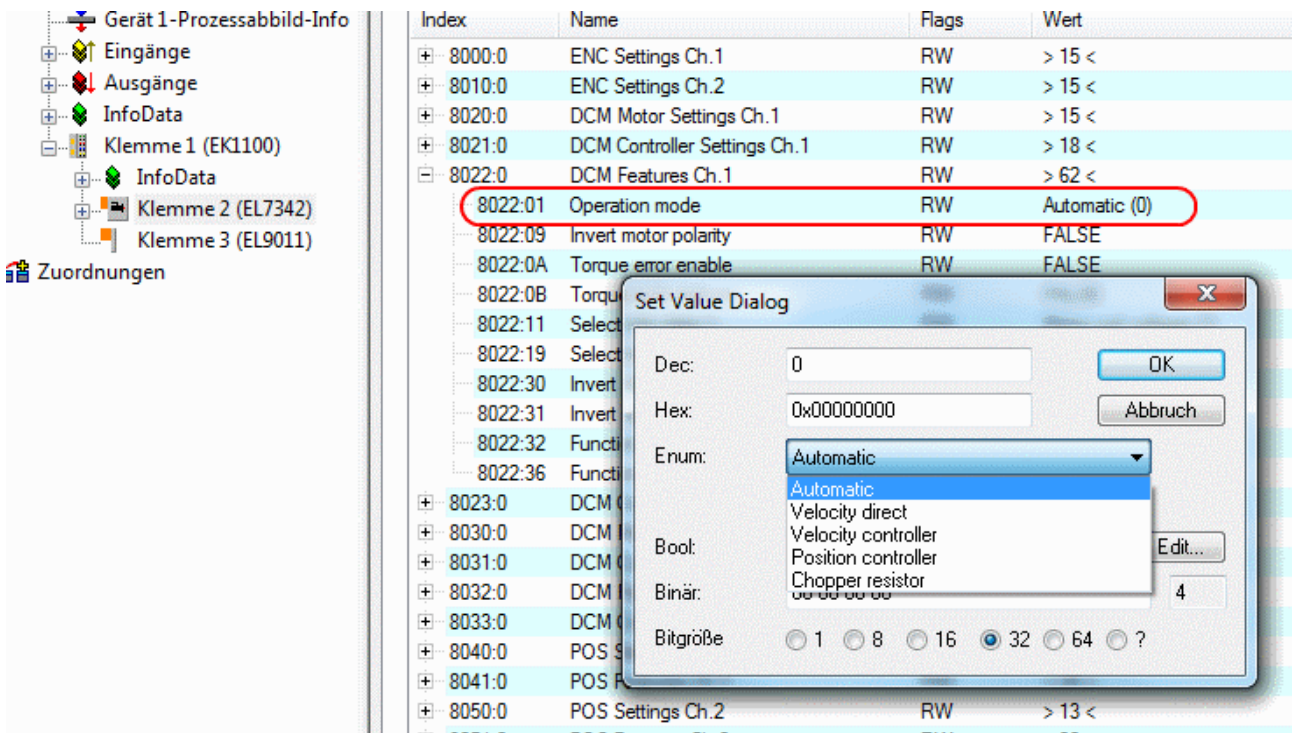 Gerät 1-Prozessabbild-Info
Eingänge
Ausgänge
InfoData
Klemme 1 (EK1100)
InfoData
Klemme 2 (EL7342)
Klemme 3 (EL9011)
Zuordnungen
Index Name Flags Wert
8000:0 ENC Settings Ch.1 RW > 15 <
8010:0 ENC Settings Ch.2 RW > 15 <
8020:0 DCM Motor Settings Ch.1 RW > 15 <
8021:0 DCM Controller Settings Ch.1 RW > 18 <
8022:0 DCM Features Ch.1 RW > 62 <
8022:01 Operation mode RW Automatic (0)
8022:09 Invert motor polarity RW FALSE
8022:0A Torque error enable RW FALSE
8022:0B
8022:11 Select
8022:19 Select
8022:30 Invert
8022:31 Invert
8022:32
8022:36
8023:0 DCM
8030:0 DCM
8031:0 DCM
8032:0 DCM
8033:0 DCM
8040:0 POS
8041:0 POS
8050:0 POS Settings Ch.2 RW > 13 <
Set Value Dialog
Dec: 0 OK
Hex: 0x00000000 Abbruch
Enum: Automatic
Automatic
Velocity direct
Velocity controller
Position controller
Chopper resistor
Bool: Edit...
Binär: 4
Bitgröße 1 8 16 32 64 ?